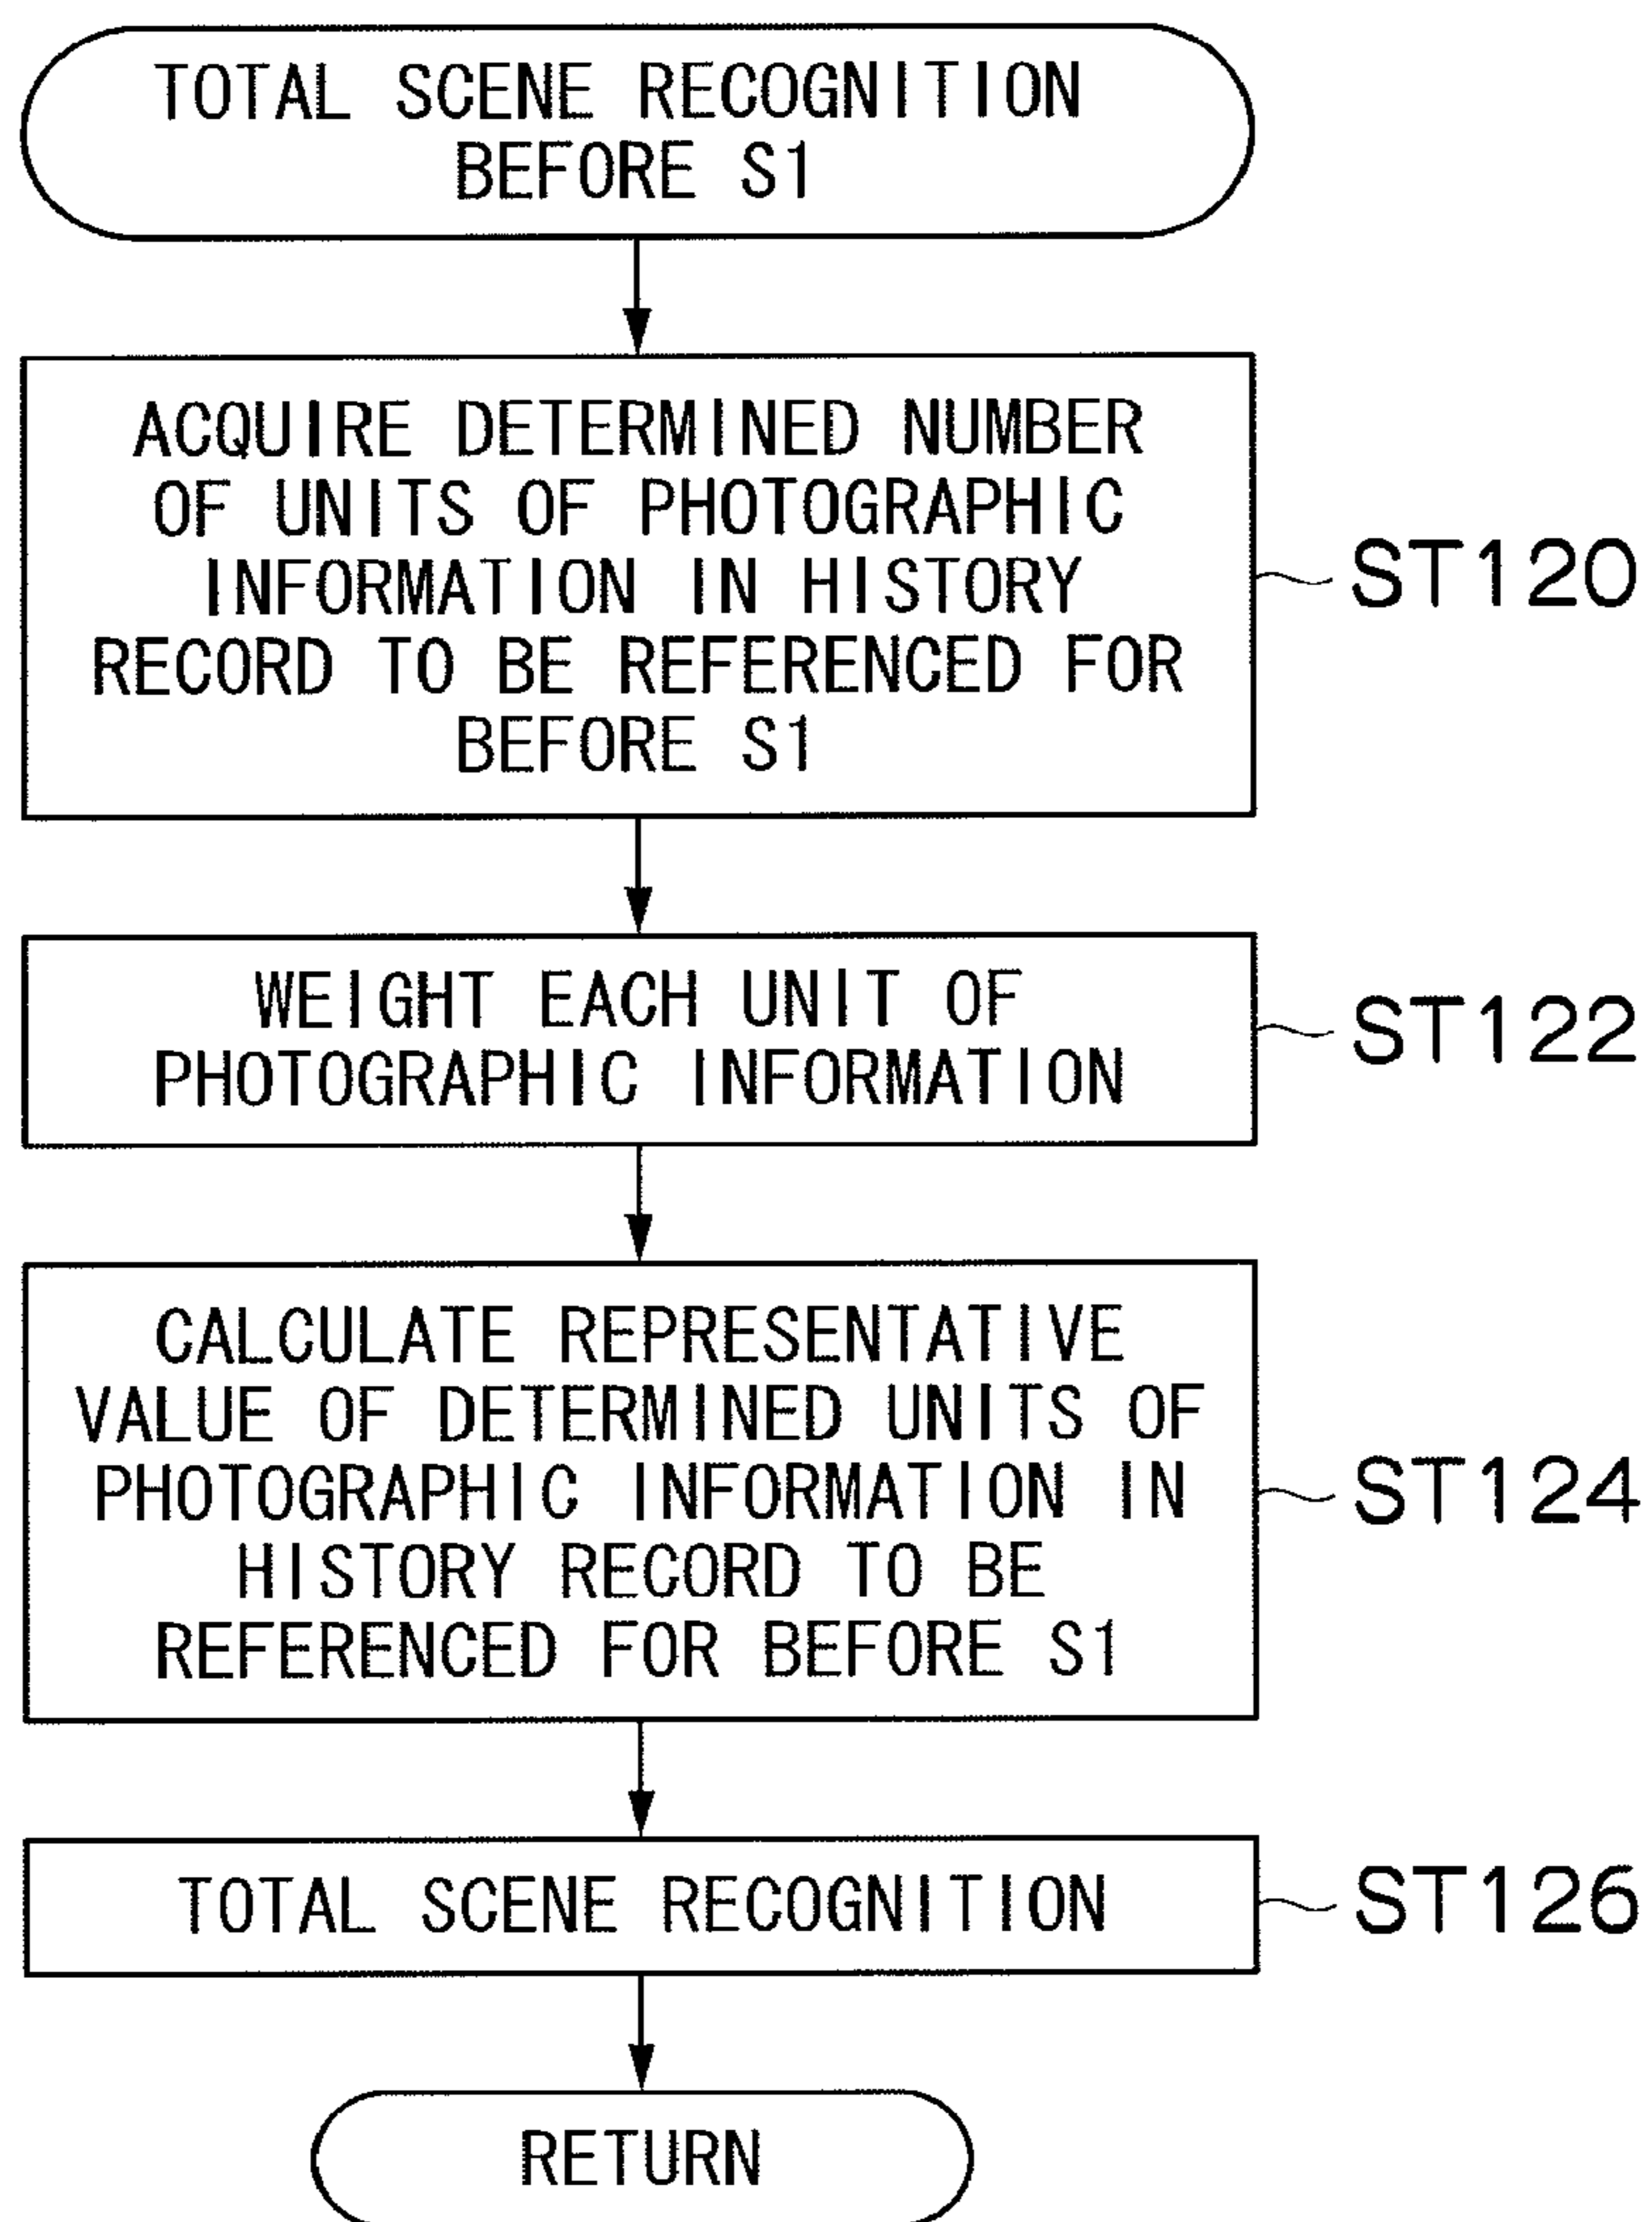 TOTAL SCENE RECOGNITION
BEFORE S1
ACQUIRE DETERMINED NUMBER
OF UNITS OF PHOTOGRAPHIC
INFORMATION IN HISTORY
RECORD TO BE REFERENCED FOR
BEFORE S1
ST120
WEIGHT EACH UNIT OF
PHOTOGRAPHIC INFORMATION
ST122
CALCULATE REPRESENTATIVE
VALUE OF DETERMINED UNITS OF
PHOTOGRAPHIC INFORMATION IN
HISTORY RECORD TO BE
REFERENCED FOR BEFORE S1
ST124
TOTAL SCENE RECOGNITION
ST126
RETURN